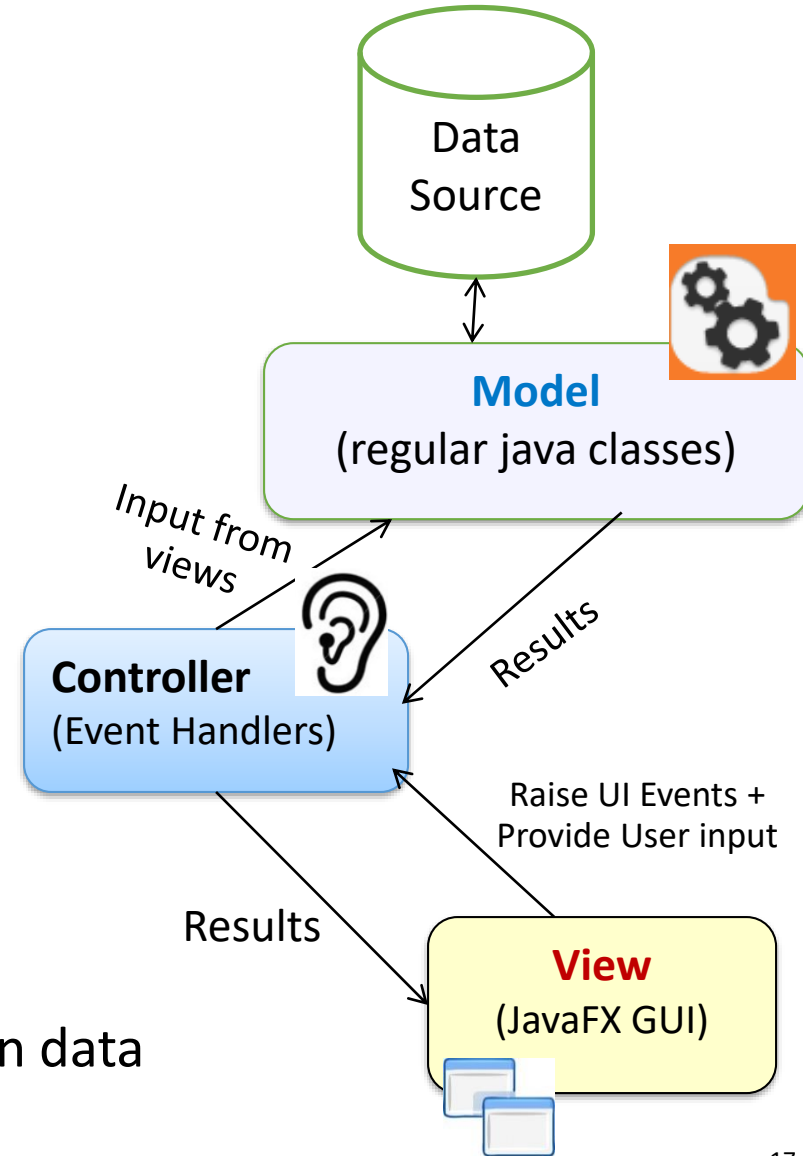 Data
Source
Model
(regular java classes)
Input from
views
Results
Controller
(Event Handlers)
Raise UI Events +
Provide User input
Results
View
(JavaFX GUI)
n data